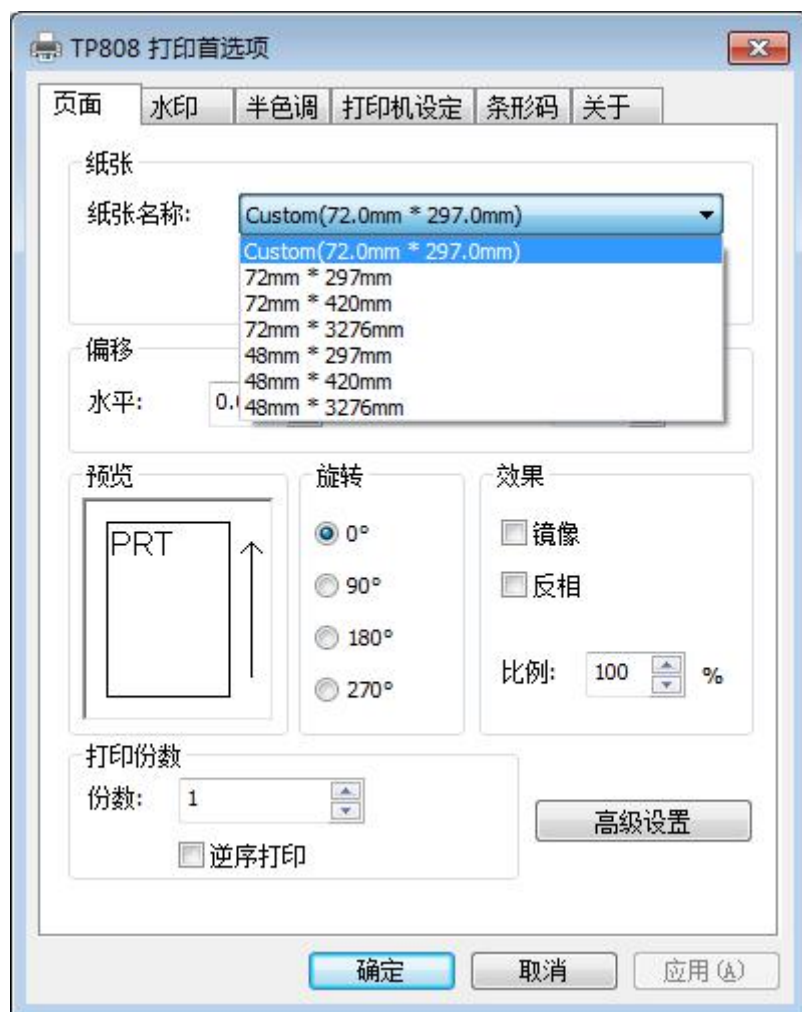 TP808 打印首选项
页面 水印 半色调 打印机设定 条形码 关于
纸张
纸张名称: Custom(72.0mm * 297.0mm)
Custom(72.0mm * 297.0mm)
72mm * 297mm
72mm * 420mm
72mm * 3276mm
48mm * 297mm
48mm * 420mm
48mm * 3276mm
偏移
水平:
预览
PRT
旋转
0°
90°
180°
270°
效果
镜像
反相
比例: 100 %
打印份数
份数: 1
逆序打印
高级设置
确定 取消 应用(A)